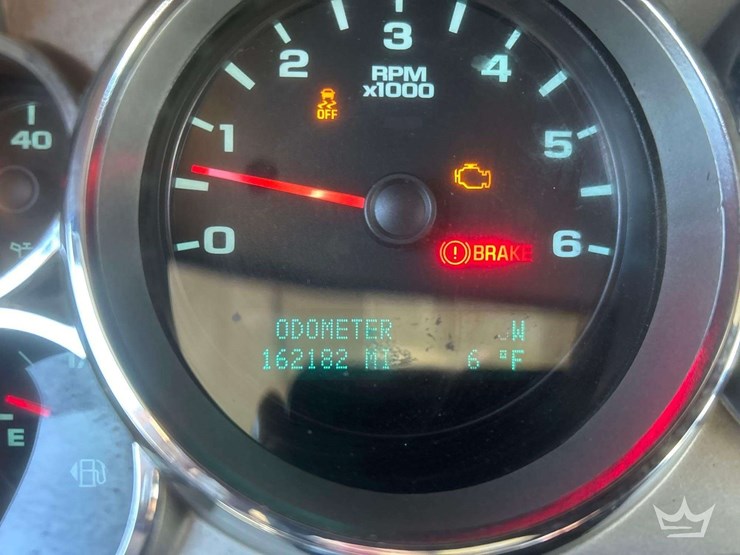 3
2
4
RPM
x1000
OFF
40
1
5
0
BRAKE
6
ODOMETER W
162182 MI 6 °F
E